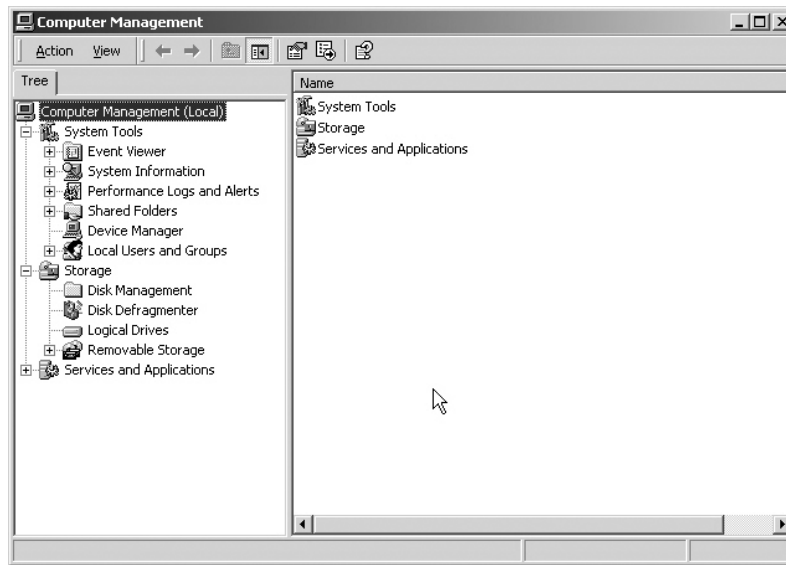 Computer Management
Action View
Tree
Name
Computer Management (Local)
System Tools
Event Viewer
System Information
Performance Logs and Alerts
Shared Folders
Device Manager
Local Users and Groups
Storage
Disk Management
Disk Defragmenter
Logical Drives
Removable Storage
Services and Applications
System Tools
Storage
Services and Applications